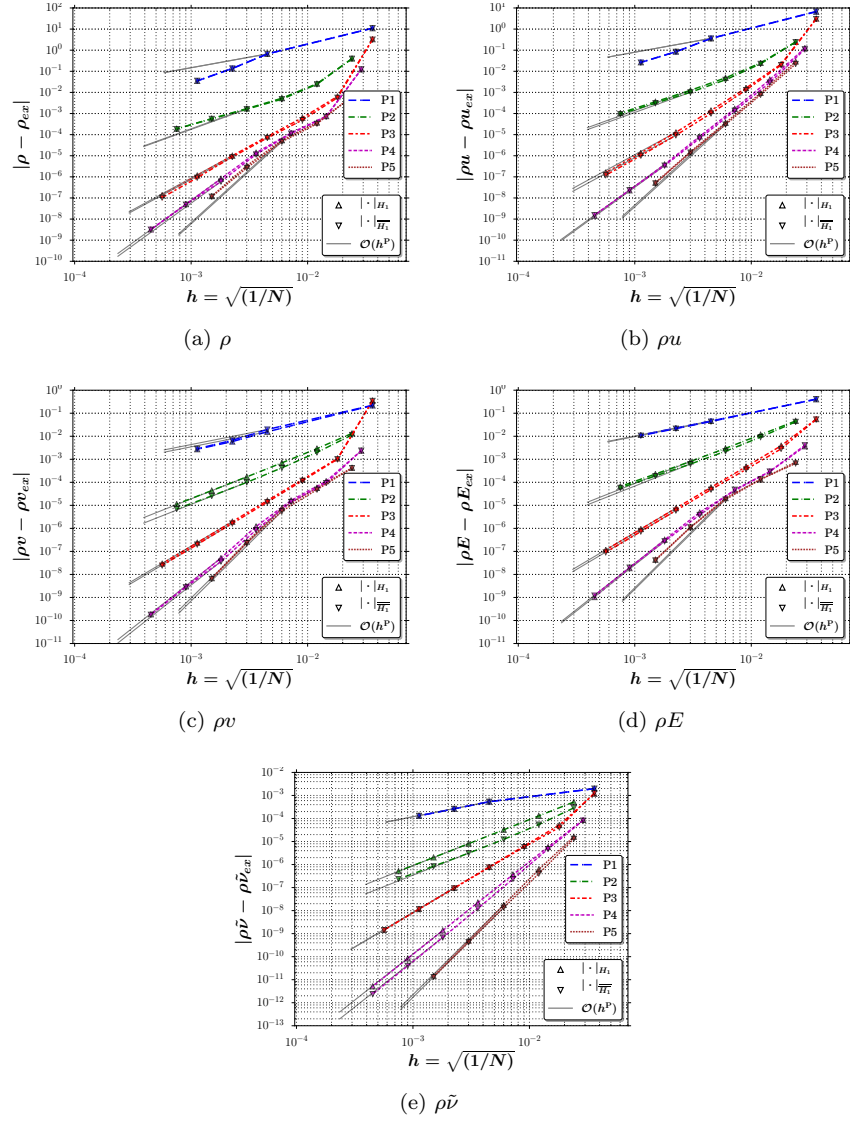 10^2
10^1
10^0
10^{-1}
10^{-2}
10^{-3}
10^{-4}
10^{-5}
10^{-6}
10^{-7}
10^{-8}
10^{-9}
10^{-10}
|ρ − ρ_{ex}|
P1
P2
P3
P4
P5
|·|_{H_1}
|·|_{\overline{H_1}}
𝒪(h^P)
10^{-4}
10^{-3}
10^{-2}
h = √(1/N)
(a) ρ
10^1
10^0
10^{-1}
10^{-2}
10^{-3}
10^{-4}
10^{-5}
10^{-6}
10^{-7}
10^{-8}
10^{-9}
10^{-10}
10^{-11}
|ρu − ρu_{ex}|
P1
P2
P3
P4
P5
|·|_{H_1}
|·|_{\overline{H_1}}
𝒪(h^P)
10^{-4}
10^{-3}
10^{-2}
h = √(1/N)
(b) ρu
10^0
10^{-1}
10^{-2}
10^{-3}
10^{-4}
10^{-5}
10^{-6}
10^{-7}
10^{-8}
10^{-9}
10^{-10}
10^{-11}
|ρv − ρv_{ex}|
P1
P2
P3
P4
P5
|·|_{H_1}
|·|_{\overline{H_1}}
𝒪(h^P)
10^{-4}
10^{-3}
10^{-2}
h = √(1/N)
(c) ρv
10^0
10^{-1}
10^{-2}
10^{-3}
10^{-4}
10^{-5}
10^{-6}
10^{-7}
10^{-8}
10^{-9}
10^{-10}
10^{-11}
|ρE − ρE_{ex}|
P1
P2
P3
P4
P5
|·|_{H_1}
|·|_{\overline{H_1}}
𝒪(h^P)
10^{-4}
10^{-3}
10^{-2}
h = √(1/N)
(d) ρE
10^{-2}
10^{-3}
10^{-4}
10^{-5}
10^{-6}
10^{-7}
10^{-8}
10^{-9}
10^{-10}
10^{-11}
10^{-12}
10^{-13}
|ρν̃ − ρν̃_{ex}|
P1
P2
P3
P4
P5
|·|_{H_1}
|·|_{\overline{H_1}}
𝒪(h^P)
10^{-4}
10^{-3}
10^{-2}
h = √(1/N)
(e) ρν̃